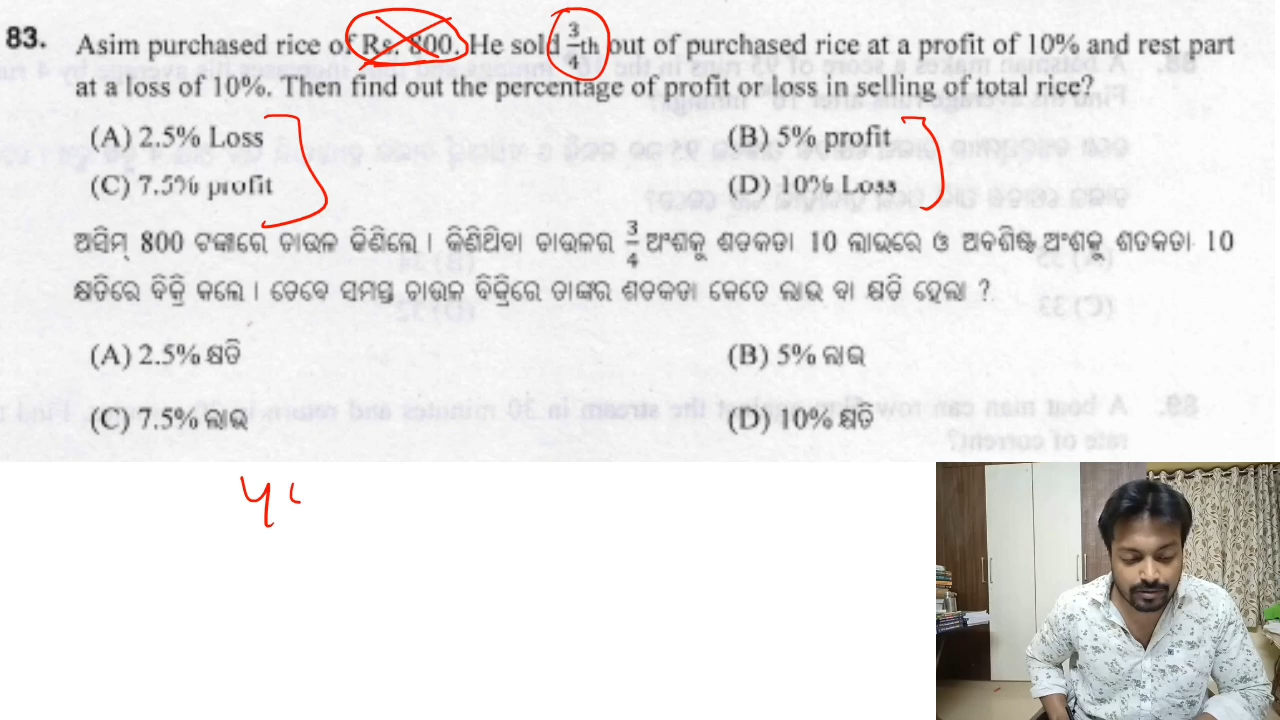 83. Asim purchased rice of Rs. 800. He sold 3/4 th out of purchased rice at a profit of 10% and rest part
at a loss of 10%. Then find out the percentage of profit or loss in selling of total rice?
(A) 2.5% Loss (B) 5% profit
(C) 7.5% profit (D) 10% Loss
ଅସିମ୍ 800 ଟଙ୍କାରେ ଚାଉଳ କିଣିଲେ । କିଣିଥିବା ଚାଉଳର 3/4 ଅଂଶକୁ ଶତକଡା 10 ଲାଭରେ ଓ ଅବଶିଷ୍ଟ ଅଂଶକୁ ଶତକଡା 10
କ୍ଷତିରେ ବିକ୍ରି କଲେ । ତେବେ ସମସ୍ତ ଚାଉଳ ବିକ୍ରିରେ ତାଙ୍କର ଶତକଡା କେତେ ଲାଭ ବା କ୍ଷତି ହେଲା ?
(A) 2.5% କ୍ଷତି (B) 5% ଲାଭ
(C) 7.5% ଲାଭ (D) 10% କ୍ଷତି
4